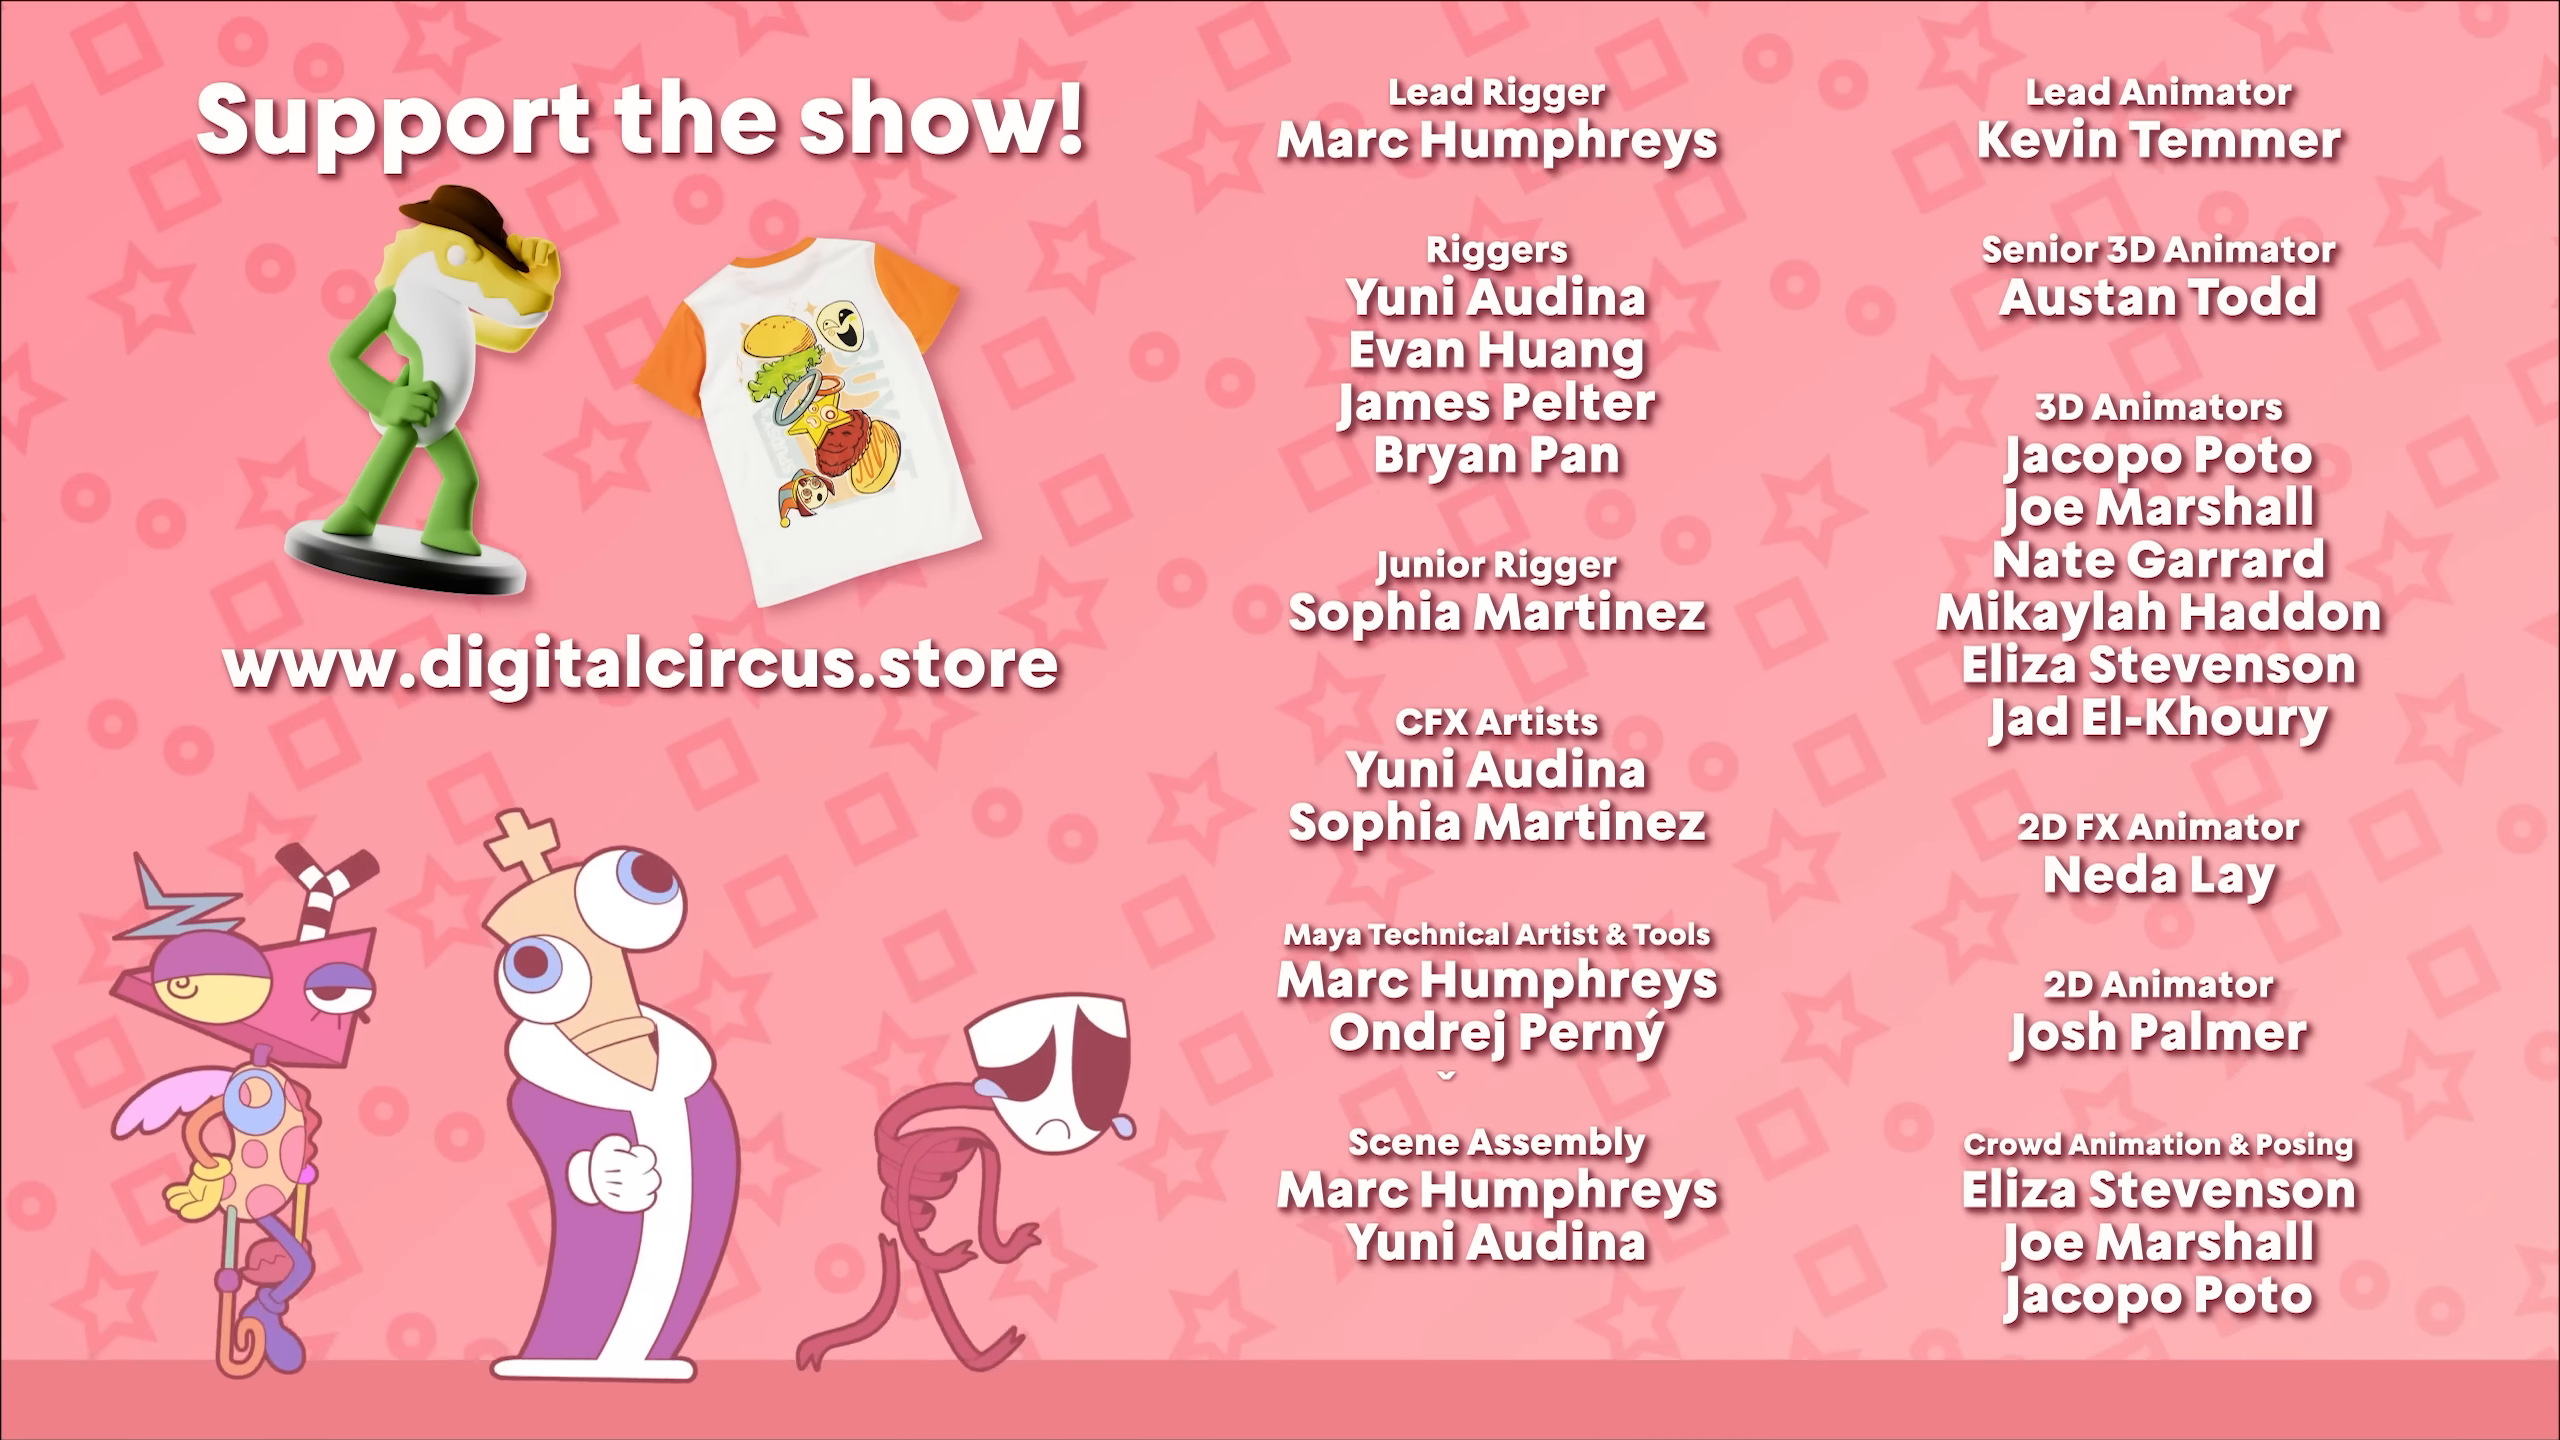 Support the show!
www.digitalcircus.store
Lead Rigger
Marc Humphreys
Riggers
Yuni Audina
Evan Huang
James Pelter
Bryan Pan
Junior Rigger
Sophia Martinez
CFX Artists
Yuni Audina
Sophia Martinez
Maya Technical Artist & Tools
Marc Humphreys
Ondrej Perný
Scene Assembly
Marc Humphreys
Yuni Audina
Lead Animator
Kevin Temmer
Senior 3D Animator
Austan Todd
3D Animators
Jacopo Poto
Joe Marshall
Nate Garrard
Mikaylah Haddon
Eliza Stevenson
Jad El-Khoury
2D FX Animator
Neda Lay
2D Animator
Josh Palmer
Crowd Animation & Posing
Eliza Stevenson
Joe Marshall
Jacopo Poto